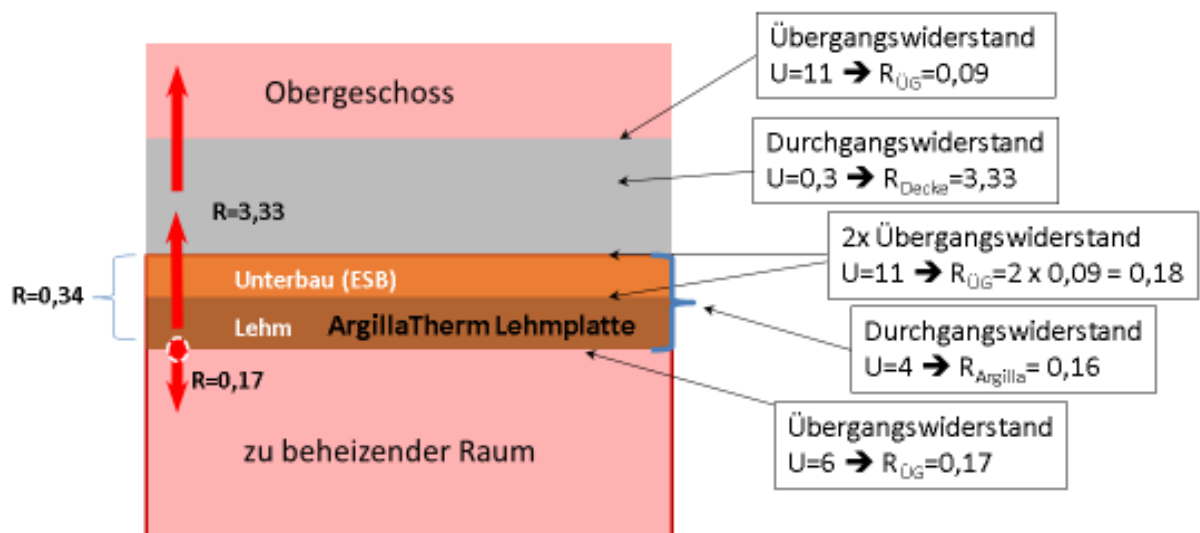 Obergeschoss
R=3,33
Unterbau (ESB)
R=0,34
Lehm ArgillaTherm Lehmplatte
R=0,17
zu beheizender Raum
Übergangswiderstand
U=11 ➔ RÜG=0,09
Durchgangswiderstand
U=0,3 ➔ RDecke=3,33
2x Übergangswiderstand
U=11 ➔ RÜG=2 x 0,09 = 0,18
Durchgangswiderstand
U=4 ➔ RArgilla= 0,16
Übergangswiderstand
U=6 ➔ RÜG=0,17